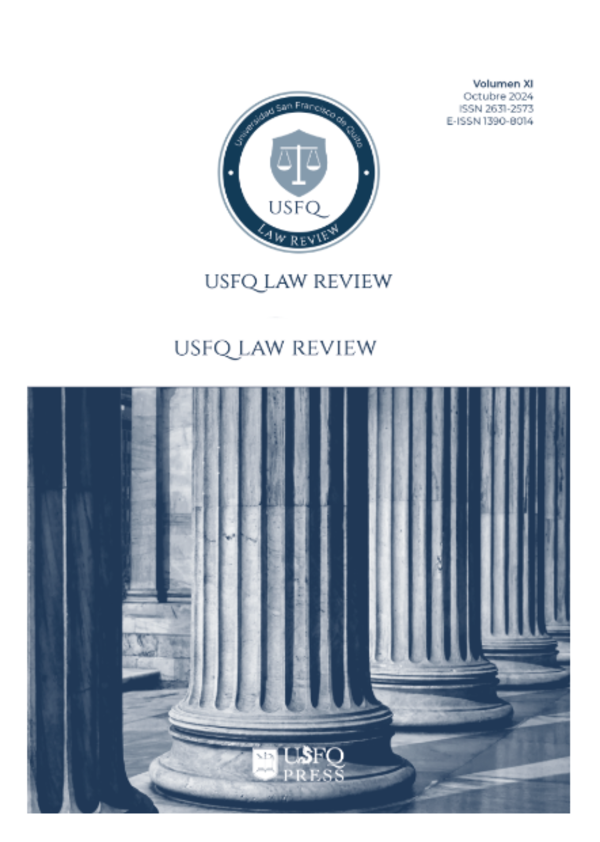 Volumen XI
Octubre 2024
ISSN 2631-2573
E-ISSN 1390-8014
Universidad San Francisco de Quito
USFQ
LAW REVIEW
USFQ LAW REVIEW
USFQ LAW REVIEW
USFQ
PRESS